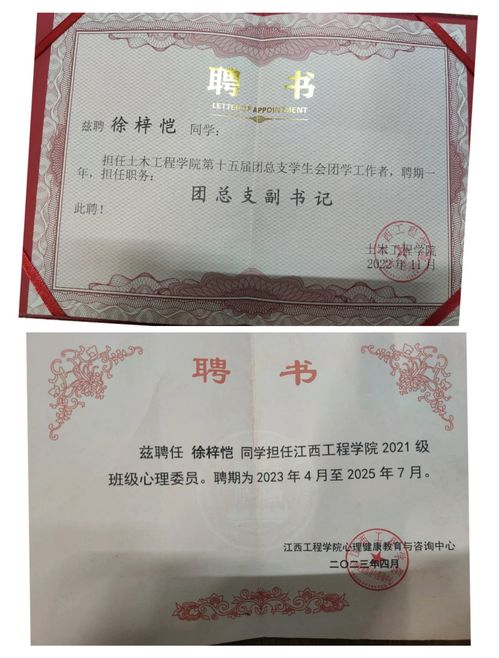 聘书
LETTER OF APPOINTMENT
兹聘 徐梓恺 同学:
担任土木工程学院第十五届团总支学生会团学工作者,聘期一
年,担任职务:
团总支副书记
此聘!
土木工程学院
2022年11月
聘书
兹聘任 徐梓恺 同学担任江西工程学院 2021 级
班级心理委员。聘期为 2023 年 4 月至 2025 年 7 月。
江西工程学院心理健康教育与咨询中心
二〇二三年四月